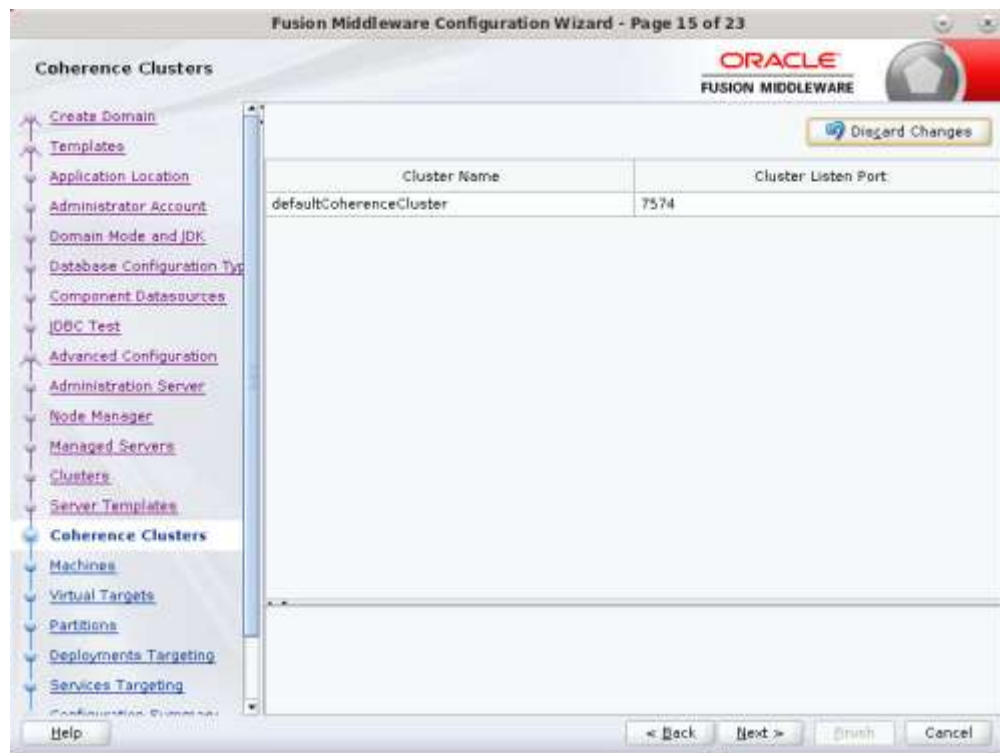 Fusion Middleware Configuration Wizard - Page 15 of 23
Coherence Clusters
ORACLE
FUSION MIDDLEWARE
Create Domain
Templates
Application Location
Administrator Account
Domain Mode and JDK
Database Configuration Typ
Component Datasources
JDBC Test
Advanced Configuration
Administration Server
Node Manager
Managed Servers
Clusters
Server Templates
Coherence Clusters
Machines
Virtual Targets
Partitions
Deployments Targeting
Services Targeting
Configuration Summary
Discard Changes
Cluster Name Cluster Listen Port
defaultCoherenceCluster 7574
Help
< Back
Next >
Cancel